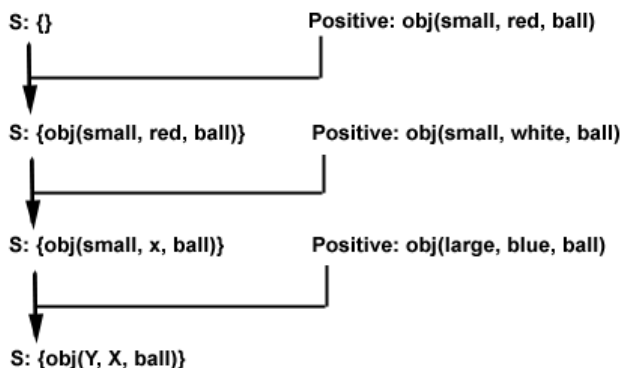 S: {}
Positive: obj(small, red, ball)
S: {obj(small, red, ball)}
Positive: obj(small, white, ball)
S: {obj(small, x, ball)}
Positive: obj(large, blue, ball)
S: {obj(Y, X, ball)}